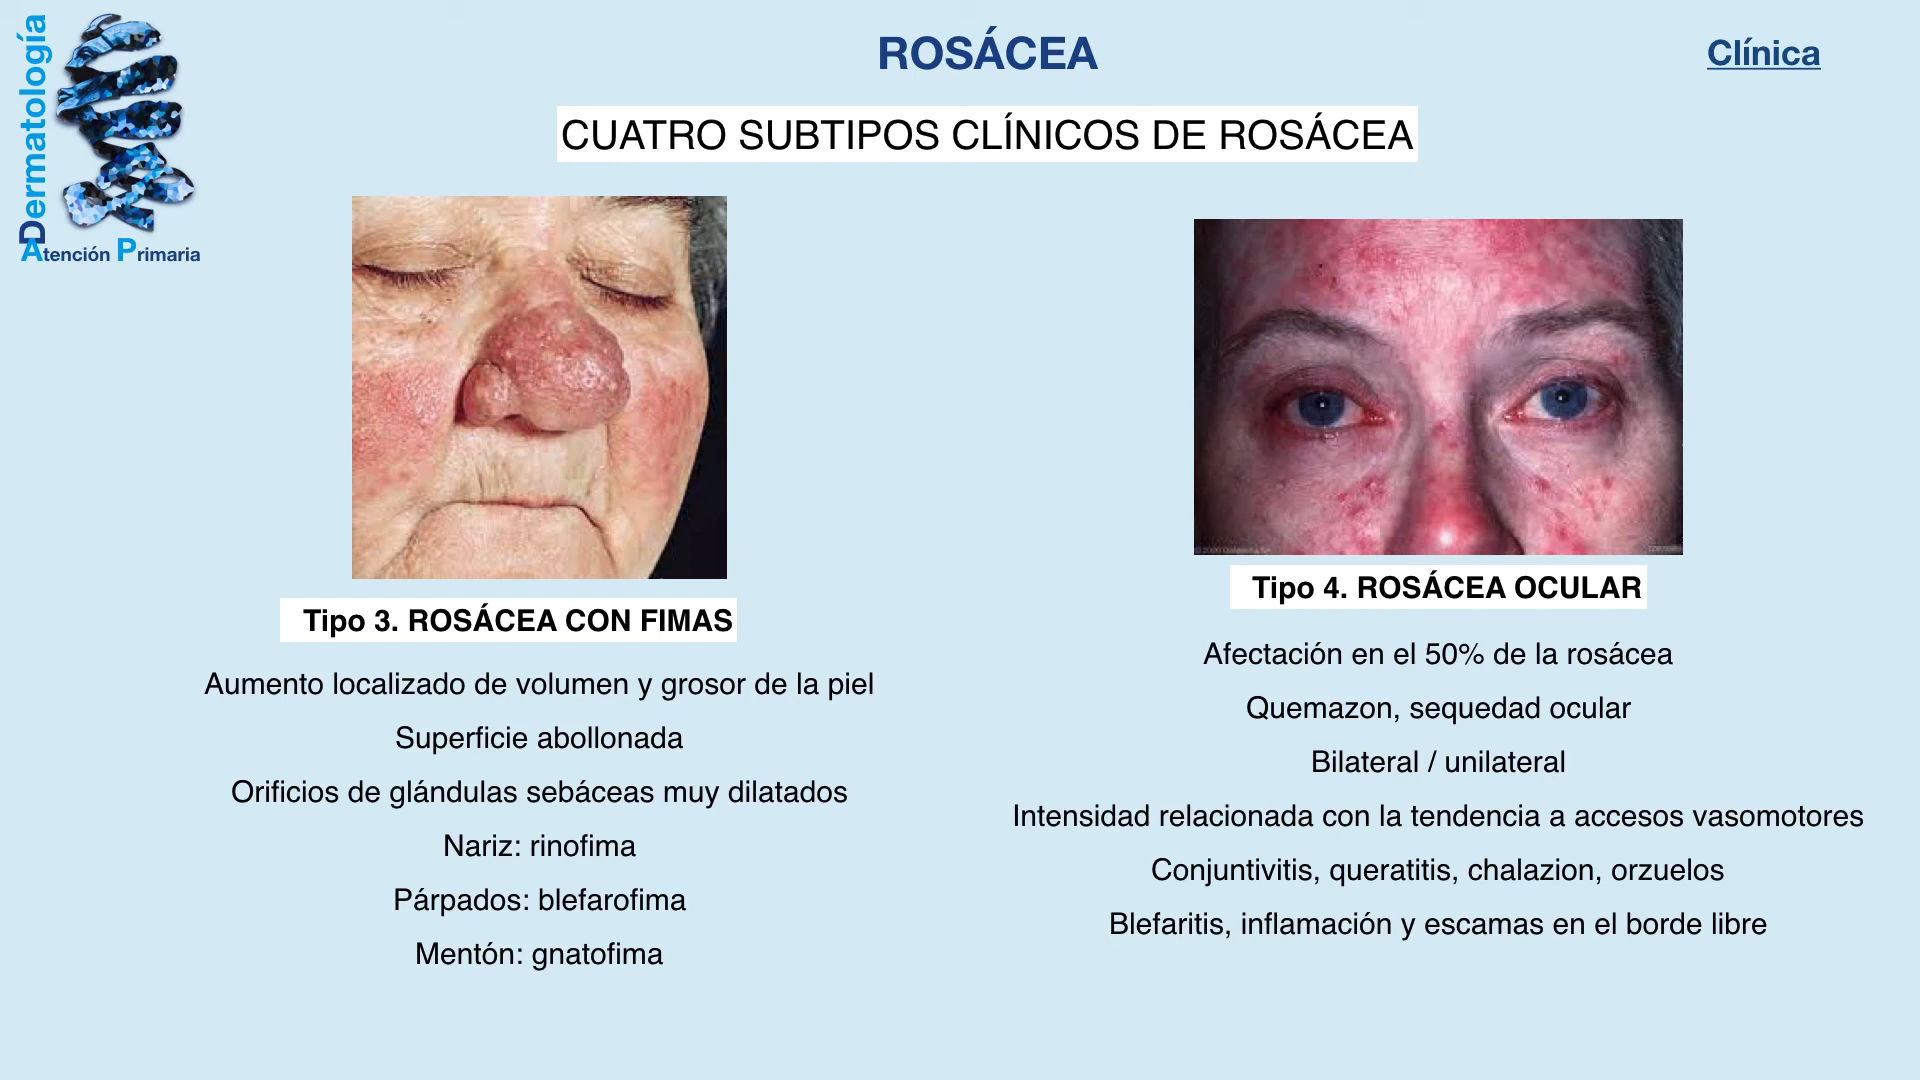 Dermatología
Atención Primaria
ROSÁCEA
Clínica
CUATRO SUBTIPOS CLÍNICOS DE ROSÁCEA
Tipo 3. ROSÁCEA CON FIMAS
Aumento localizado de volumen y grosor de la piel
Superficie abollonada
Orificios de glándulas sebáceas muy dilatados
Nariz: rinofima
Párpados: blefarofima
Mentón: gnatofima
Tipo 4. ROSÁCEA OCULAR
Afectación en el 50% de la rosácea
Quemazon, sequedad ocular
Bilateral / unilateral
Intensidad relacionada con la tendencia a accesos vasomotores
Conjuntivitis, queratitis, chalazion, orzuelos
Blefaritis, inflamación y escamas en el borde libre